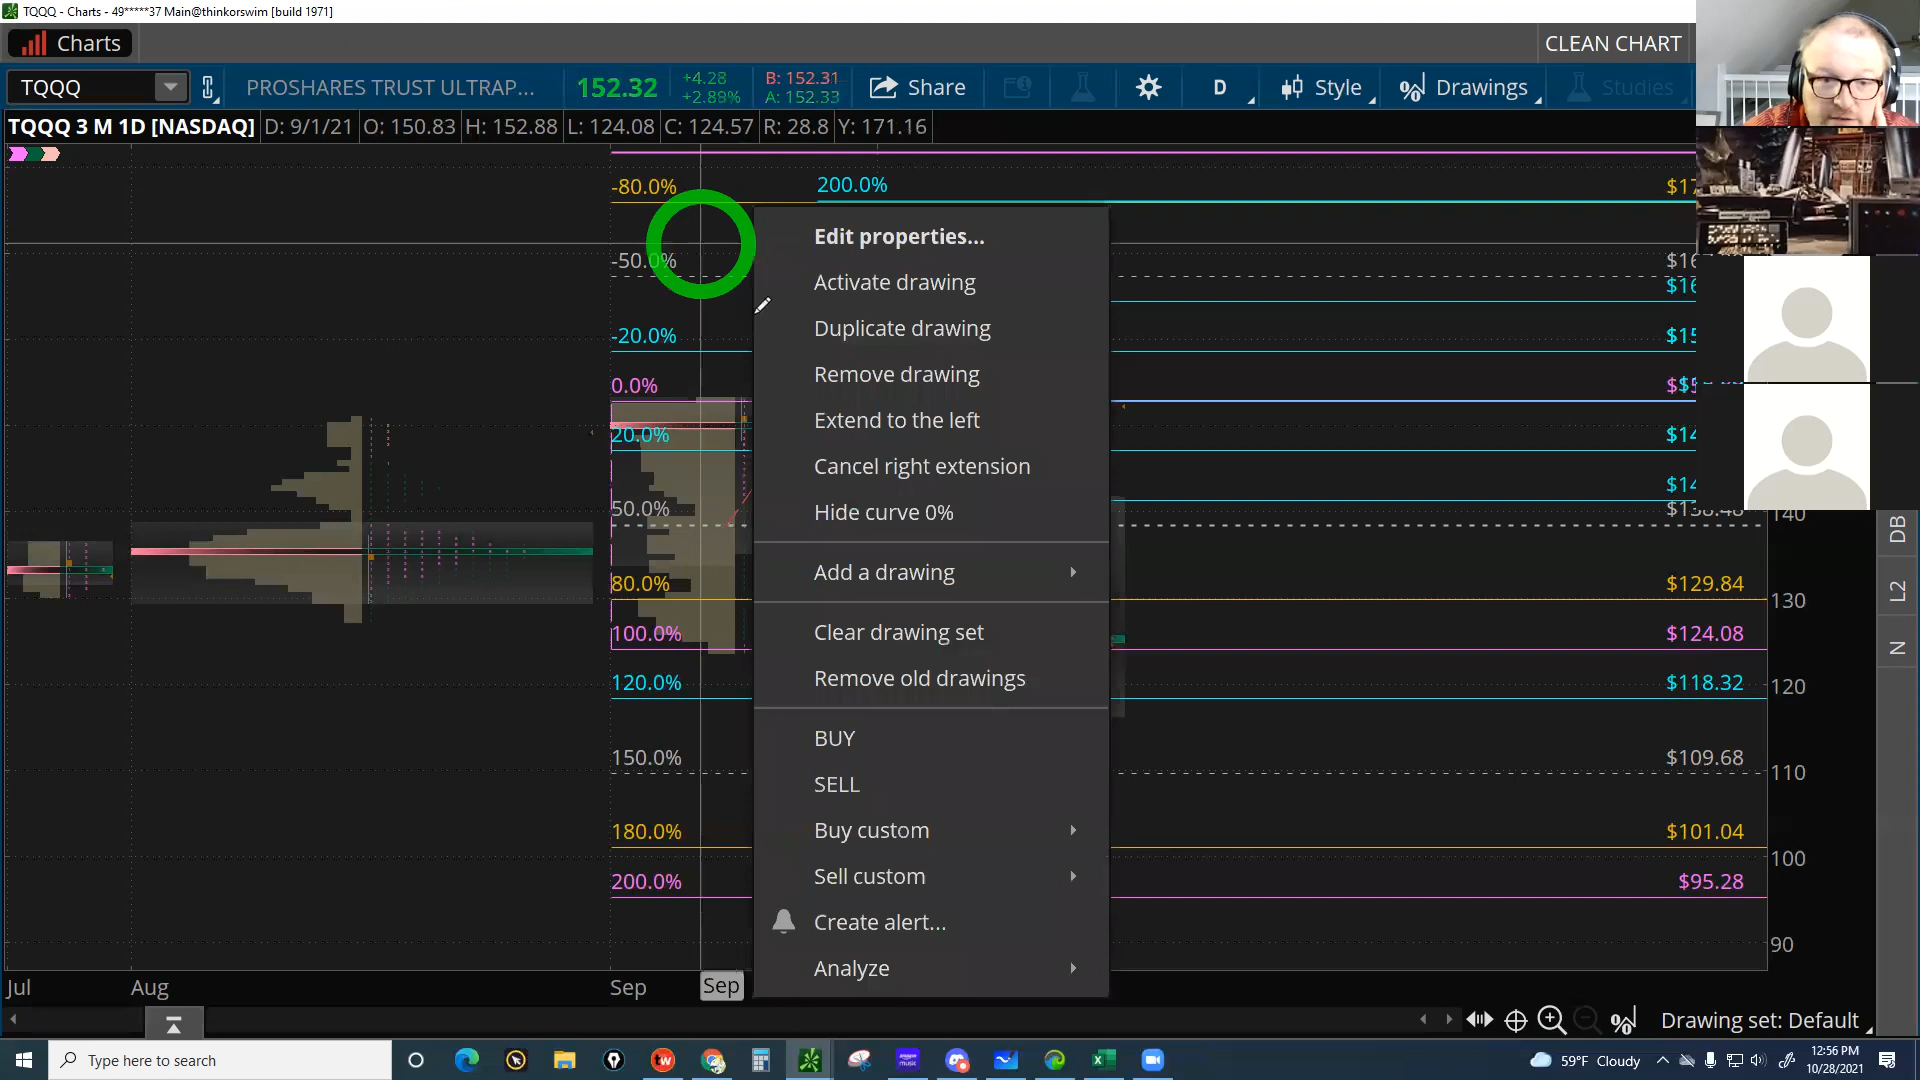 TQQQ - Charts - 49*****37 Main@thinkorswim [build 1971]
Charts
CLEAN CHART
TQQQ
PROSHARES TRUST ULTRAP...
152.32
+4.28
+2.89%
B: 152.31
A: 152.33
Share
D
Style
Drawings
Studies
TQQQ 3 M 1D [NASDAQ]
D: 9/1/21
O: 150.83
H: 152.88
L: 124.08
C: 124.57
R: 28.8
Y: 171.16
-80.0%
200.0%
-50.0%
-20.0%
0.0%
20.0%
50.0%
80.0%
$129.84
100.0%
$124.08
120.0%
$118.32
150.0%
$109.68
180.0%
$101.04
200.0%
$95.28
140
130
120
110
100
90
DB
L2
N
Edit properties...
Activate drawing
Duplicate drawing
Remove drawing
Extend to the left
Cancel right extension
Hide curve 0%
Add a drawing
Clear drawing set
Remove old drawings
BUY
SELL
Buy custom
Sell custom
Create alert...
Analyze
Jul
Aug
Sep
Sep
Drawing set: Default
Type here to search
59°F Cloudy
12:56 PM
10/28/2021